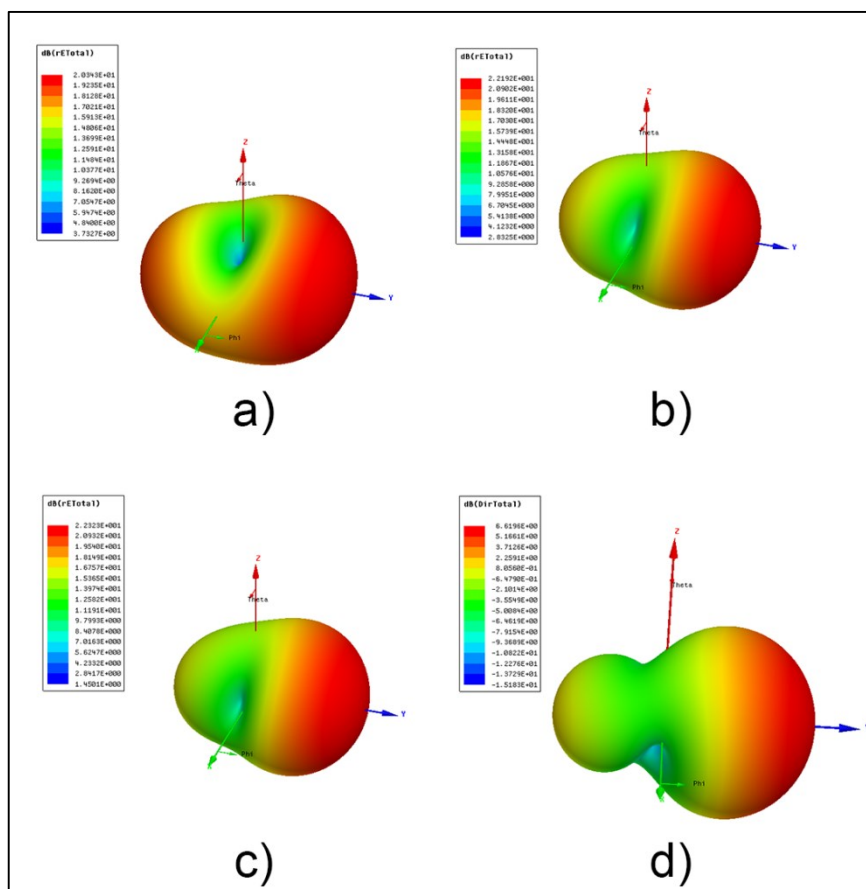 dB(rETotal)
2.0343E+01
1.9235E+01
1.8128E+01
1.7021E+01
1.5913E+01
1.4806E+01
1.3699E+01
1.2591E+01
1.1484E+01
1.0377E+01
9.2694E+00
8.1620E+00
7.0547E+00
5.9474E+00
4.8400E+00
3.7327E+00
Z
Theta
Y
Phi
X
a)
dB(rETotal)
2.2192E+001
2.0902E+001
1.9611E+001
1.8320E+001
1.7030E+001
1.5739E+001
1.4448E+001
1.3158E+001
1.1867E+001
1.0576E+001
9.2858E+000
7.9951E+000
6.7045E+000
5.4138E+000
4.1232E+000
2.8325E+000
Z
Theta
Y
Phi
X
b)
dB(rETotal)
2.2323E+001
2.0932E+001
1.9540E+001
1.8149E+001
1.6757E+001
1.5365E+001
1.3974E+001
1.2582E+001
1.1191E+001
9.7993E+000
8.4078E+000
7.0163E+000
5.6247E+000
4.2332E+000
2.8417E+000
1.4501E+000
Z
Theta
Y
Phi
X
c)
dB(DirTotal)
6.6196E+00
5.1661E+00
3.7126E+00
2.2591E+00
8.0560E-01
-6.4790E-01
-2.1014E+00
-3.5549E+00
-5.0084E+00
-6.4619E+00
-7.9154E+00
-9.3689E+00
-1.0822E+01
-1.2276E+01
-1.3729E+01
-1.5183E+01
Z
Theta
Phi
X
d)